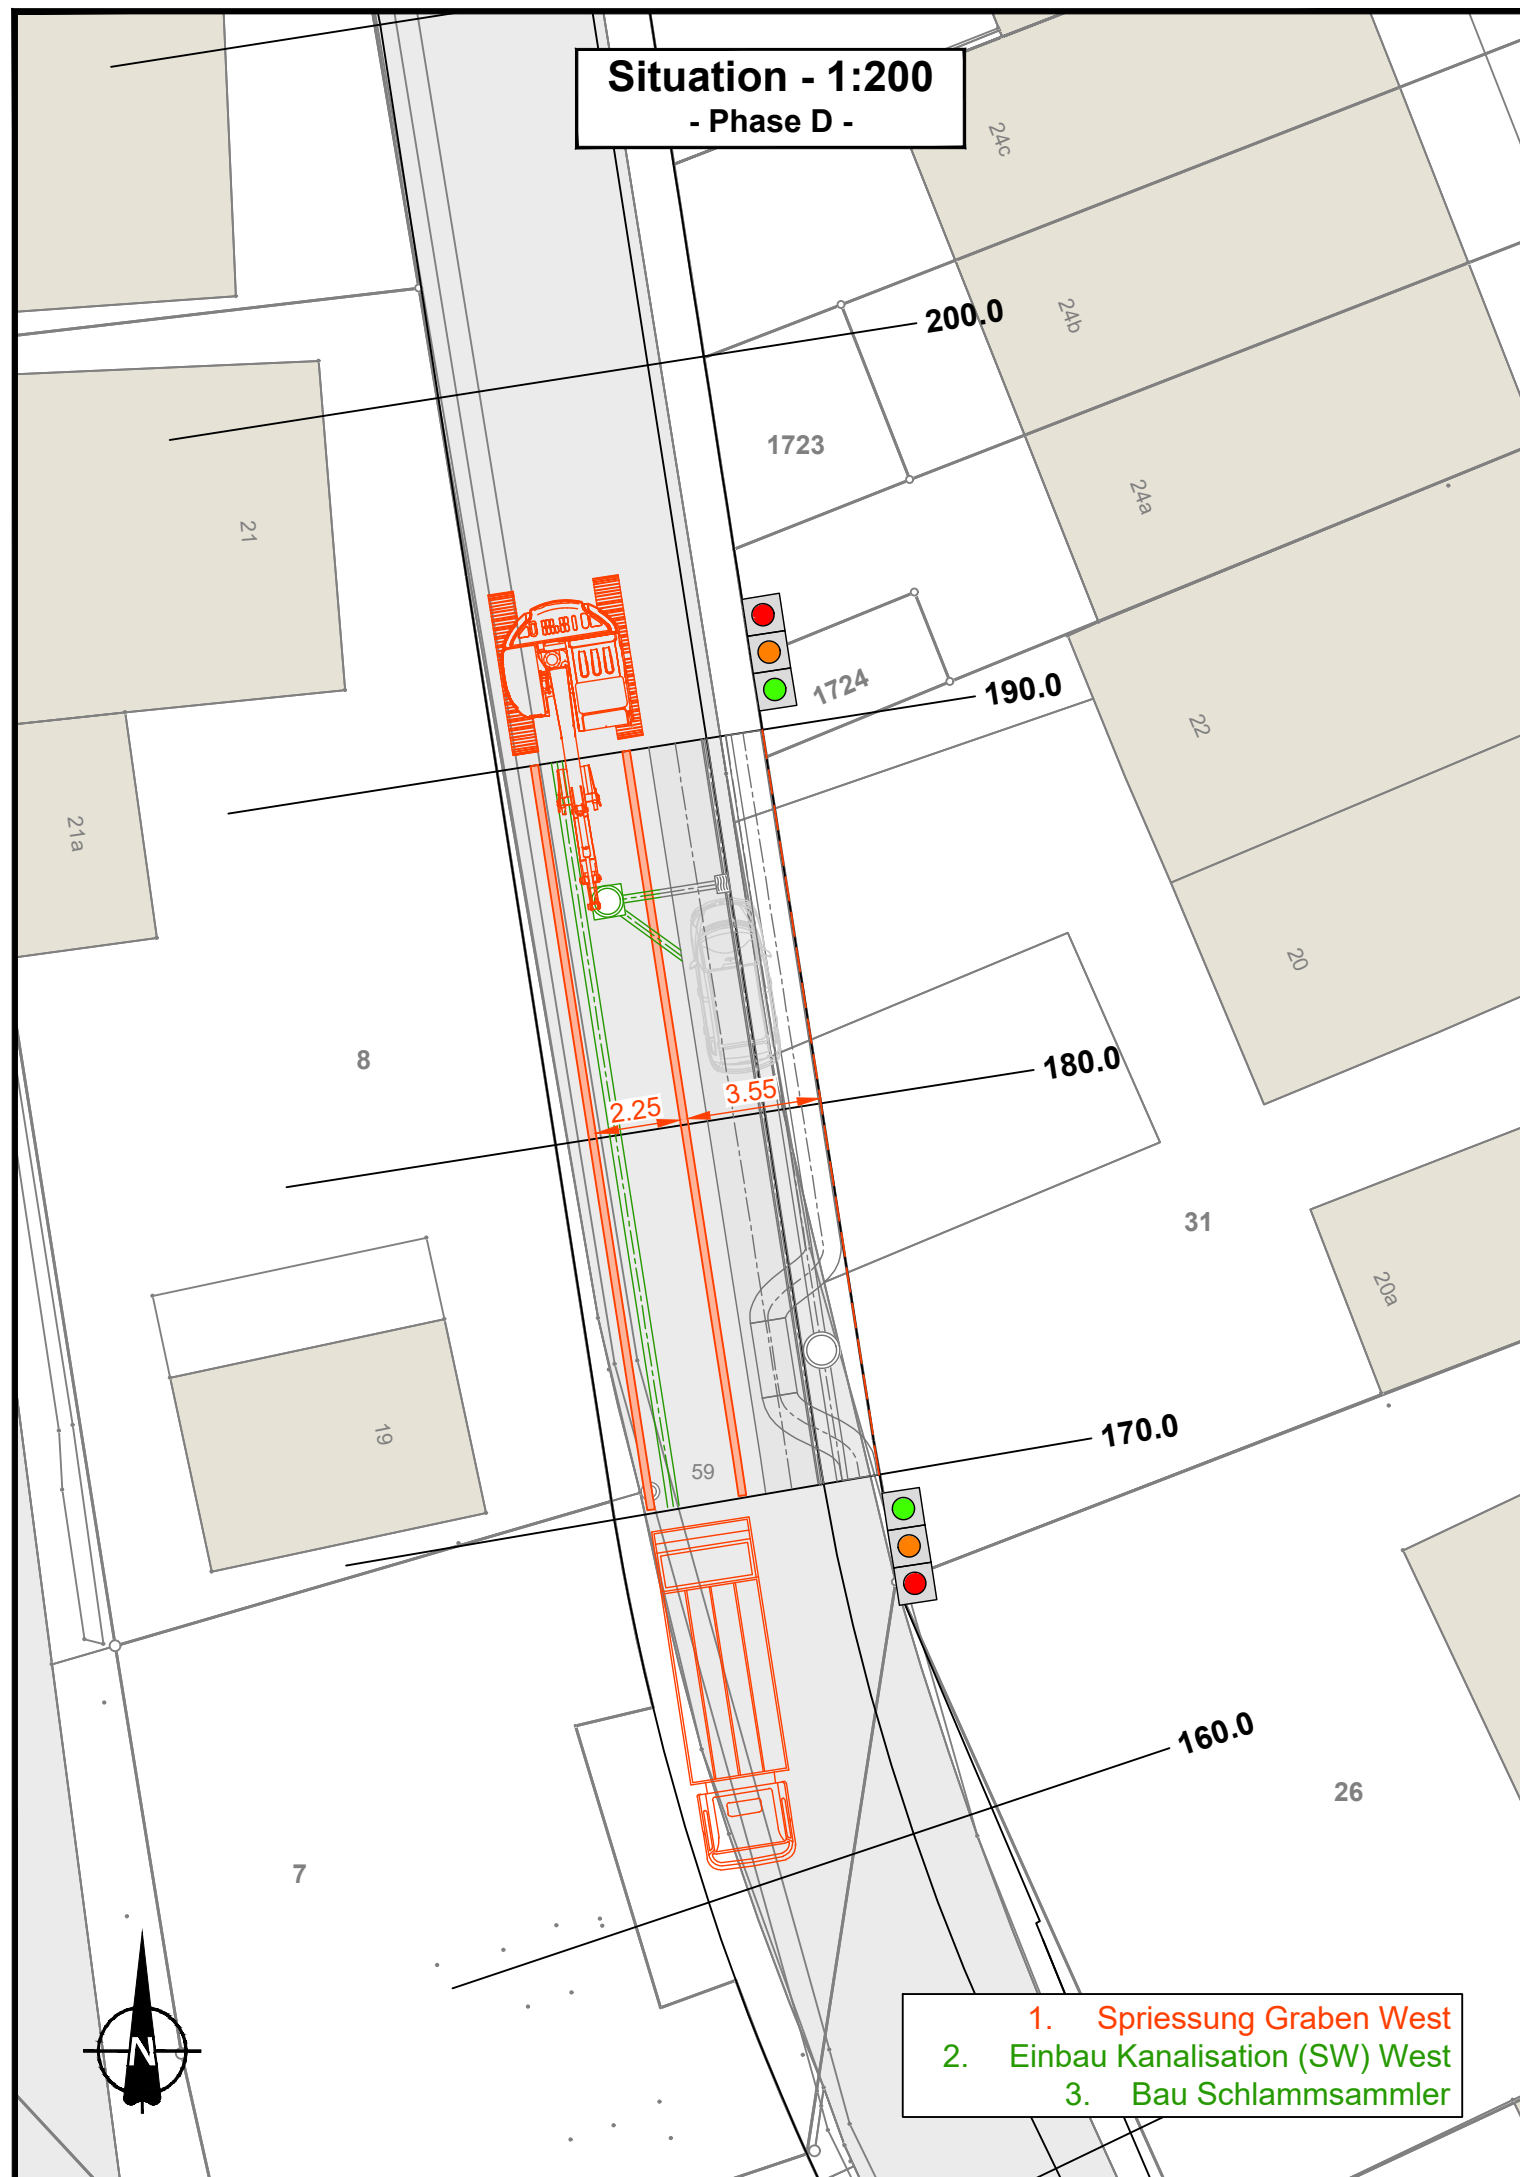 Situation - 1:200
- Phase D -
24c
200.0
24b
1723
24a
21
1724
190.0
22
21a
20
8
180.0
3.55
2.25
31
20a
19
170.0
59
160.0
26
7
N
1. Spriessung Graben West
2. Einbau Kanalisation (SW) West
3. Bau Schlammsammler